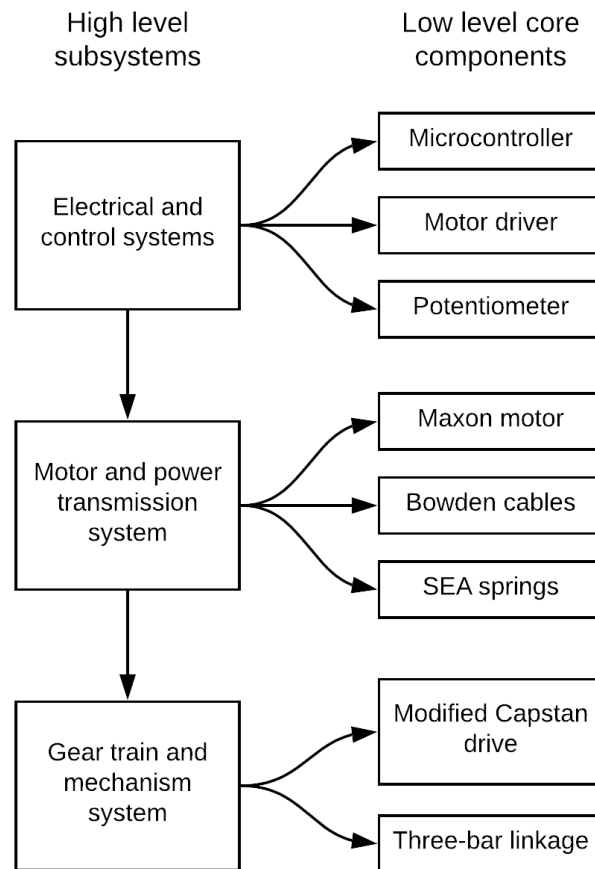 High level
subsystems
Low level core
components
Electrical and
control systems
Microcontroller
Motor driver
Potentiometer
Motor and power
transmission
system
Maxon motor
Bowden cables
SEA springs
Gear train and
mechanism
system
Modified Capstan
drive
Three-bar linkage